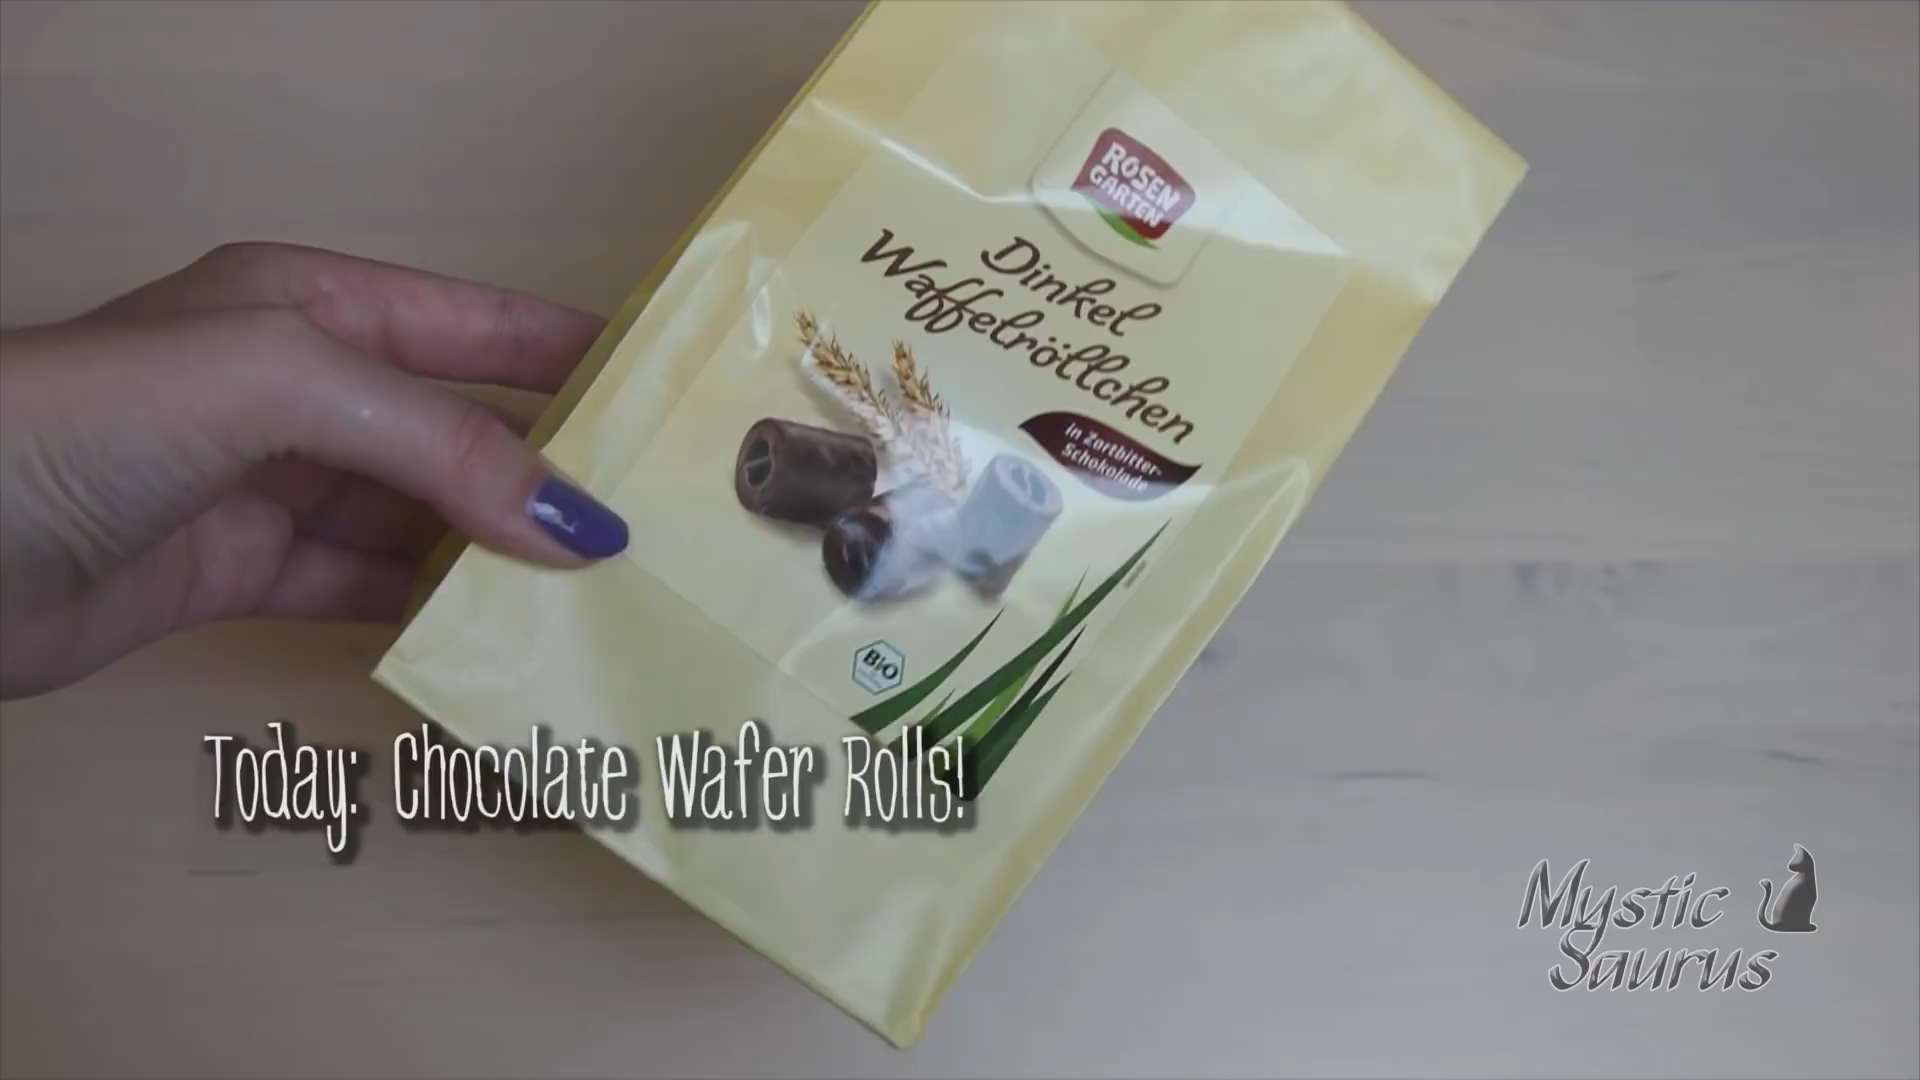 ROSEN
GARTEN
Dinkel
Waffelröllchen
in Zartbitter-
Schokolade
BIO
Today: Chocolate Wafer Rolls!
Mystic
Saurus